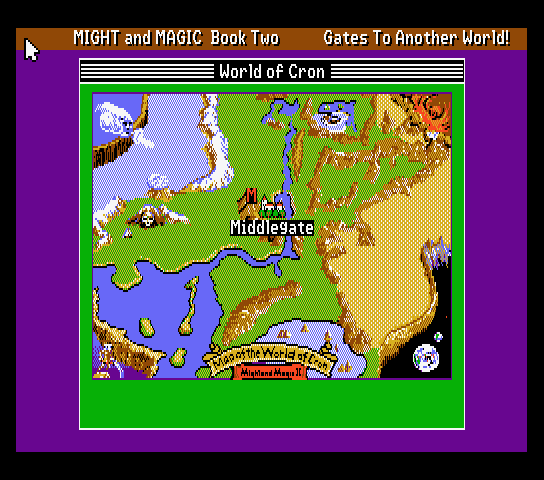 MIGHT and MAGIC Book Two Gates To Another World!
World of Cron
Middlegate
Map of the World of Cron
Might and Magic II